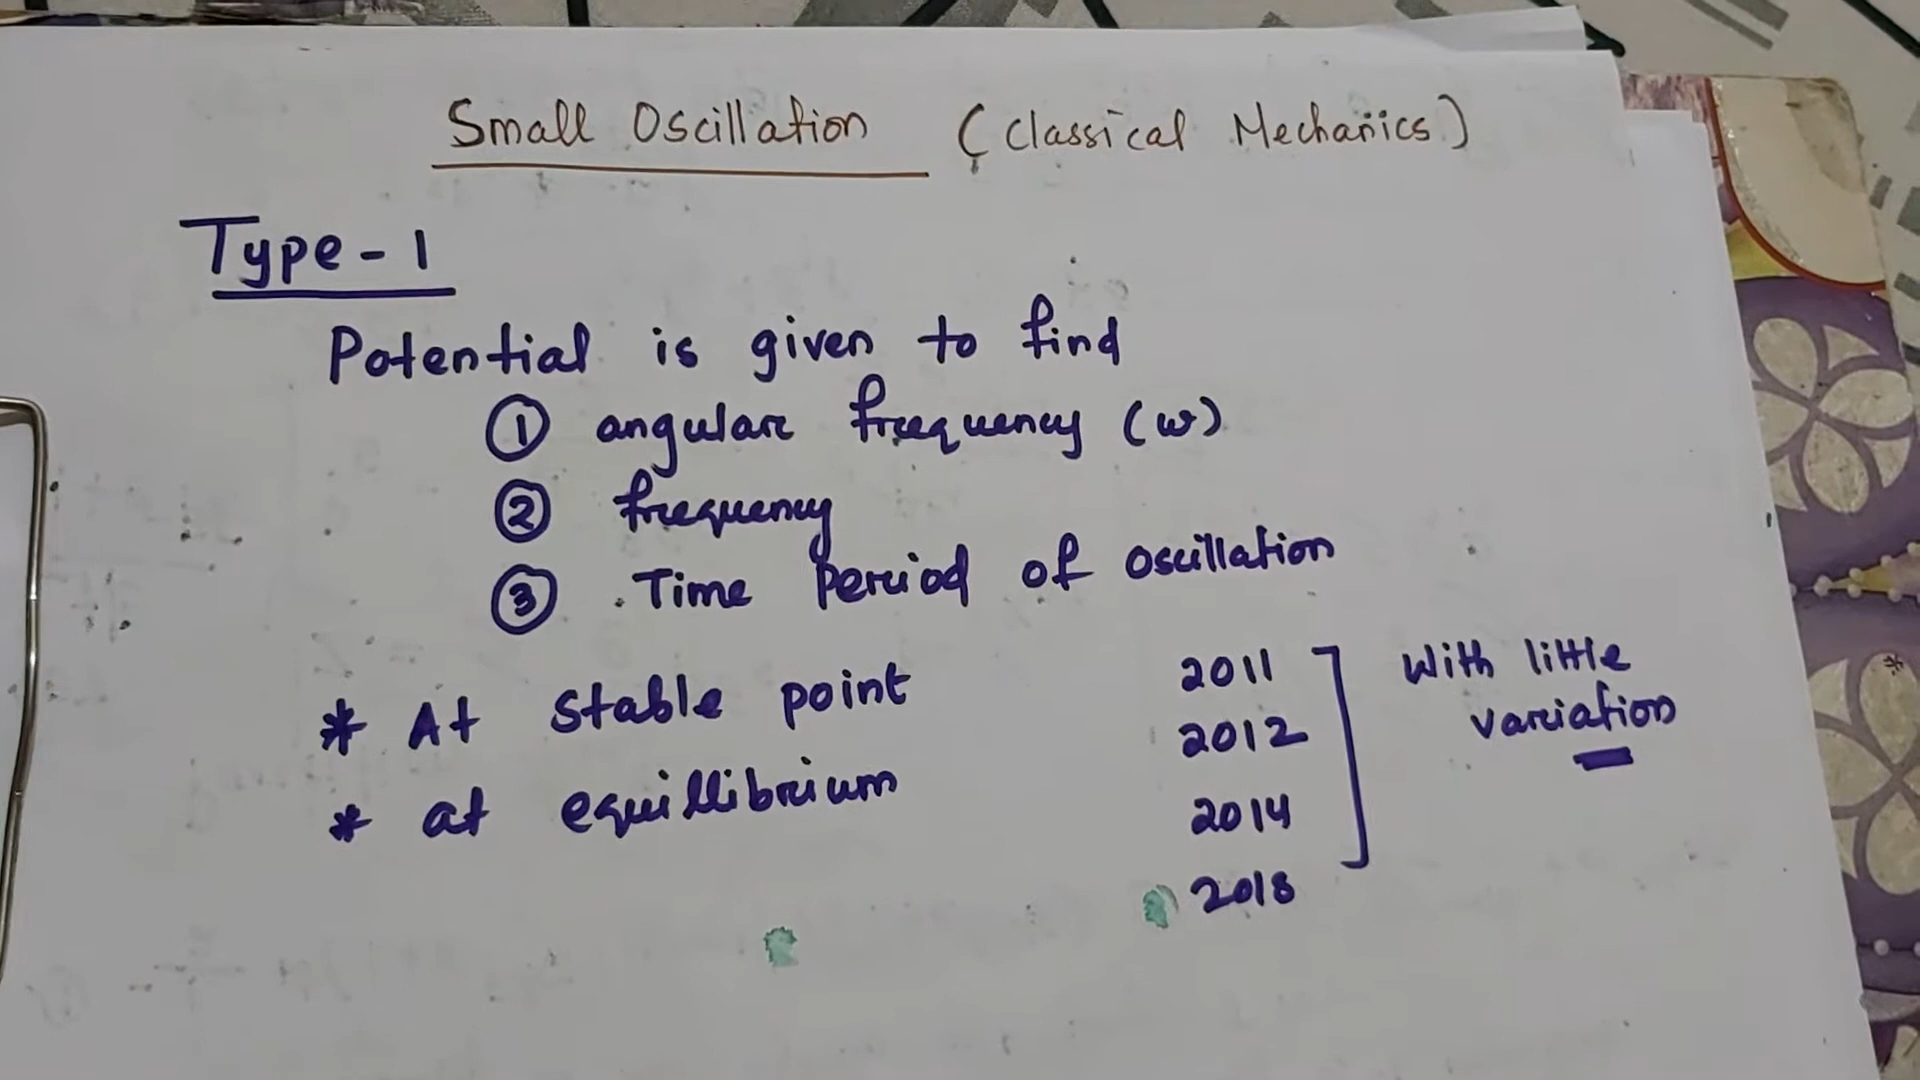 Small Oscillation (Classical Mechanics)
Type-1
Potential is given to find
① angular frequency (ω)
② frequency
③ Time Period of oscillation
* At stable point
* at equillibrium
2011
2012
2014
2018
With little
variation